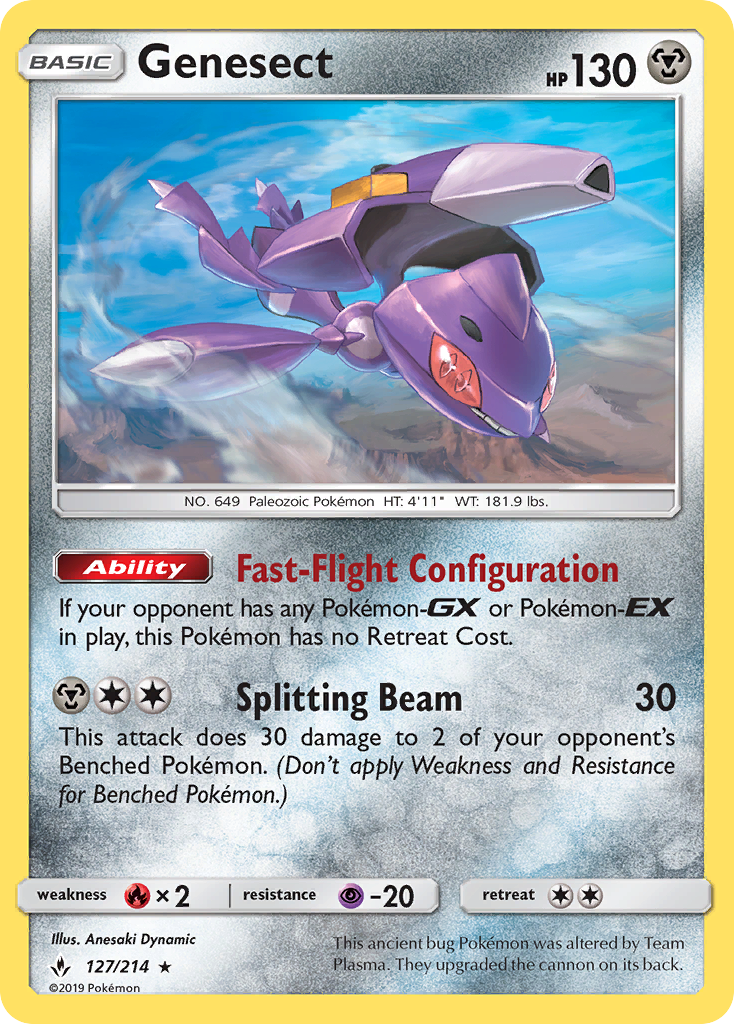 BASIC Genesect HP 130
NO. 649 Paleozoic Pokémon HT: 4'11" WT: 181.9 lbs.
Ability Fast-Flight Configuration
If your opponent has any Pokémon-GX or Pokémon-EX
in play, this Pokémon has no Retreat Cost.
Splitting Beam 30
This attack does 30 damage to 2 of your opponent's
Benched Pokémon. (Don't apply Weakness and Resistance
for Benched Pokémon.)
weakness × 2 resistance -20 retreat
Illus. Anesaki Dynamic
127/214 ★
©2019 Pokémon
This ancient bug Pokémon was altered by Team
Plasma. They upgraded the cannon on its back.